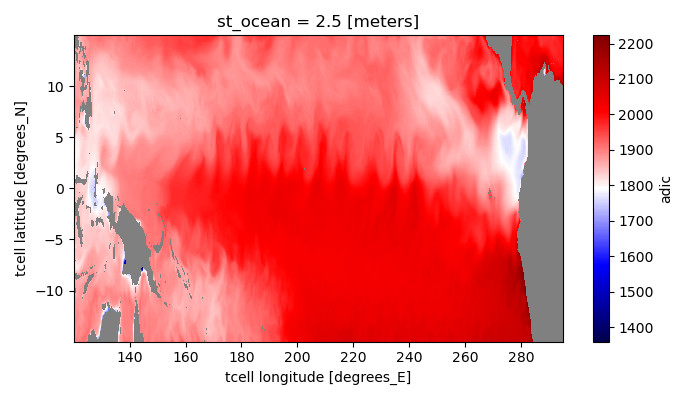 st_ocean = 2.5 [meters]
10
5
0
−5
−10
tcell latitude [degrees_N]
140 160 180 200 220 240 260 280
tcell longitude [degrees_E]
2200
2100
2000
1900
1800
1700
1600
1500
1400
adic